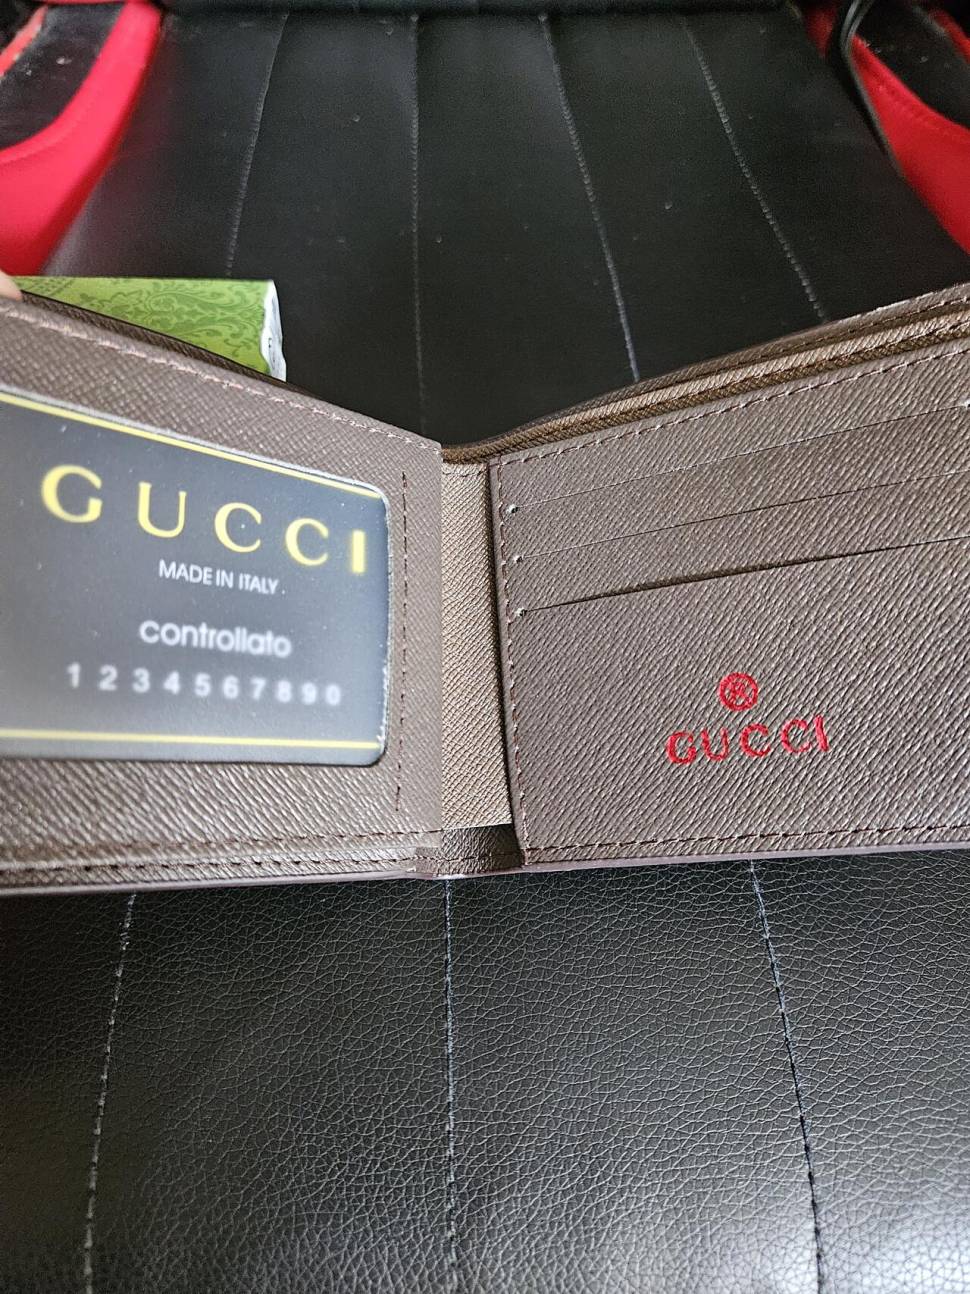 GUCCI
MADE IN ITALY.
controllato
1234567890
®
GUCCI